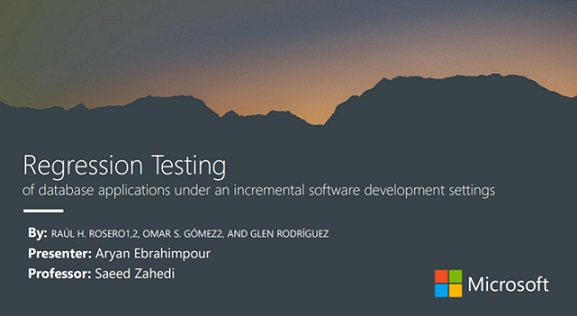 Regression Testing
of database applications under an incremental software development settings
By: RAÚL H. ROSERO1,2, OMAR S. GÓMEZ2, AND GLEN RODRÍGUEZ
Presenter: Aryan Ebrahimpour
Professor: Saeed Zahedi
Microsoft